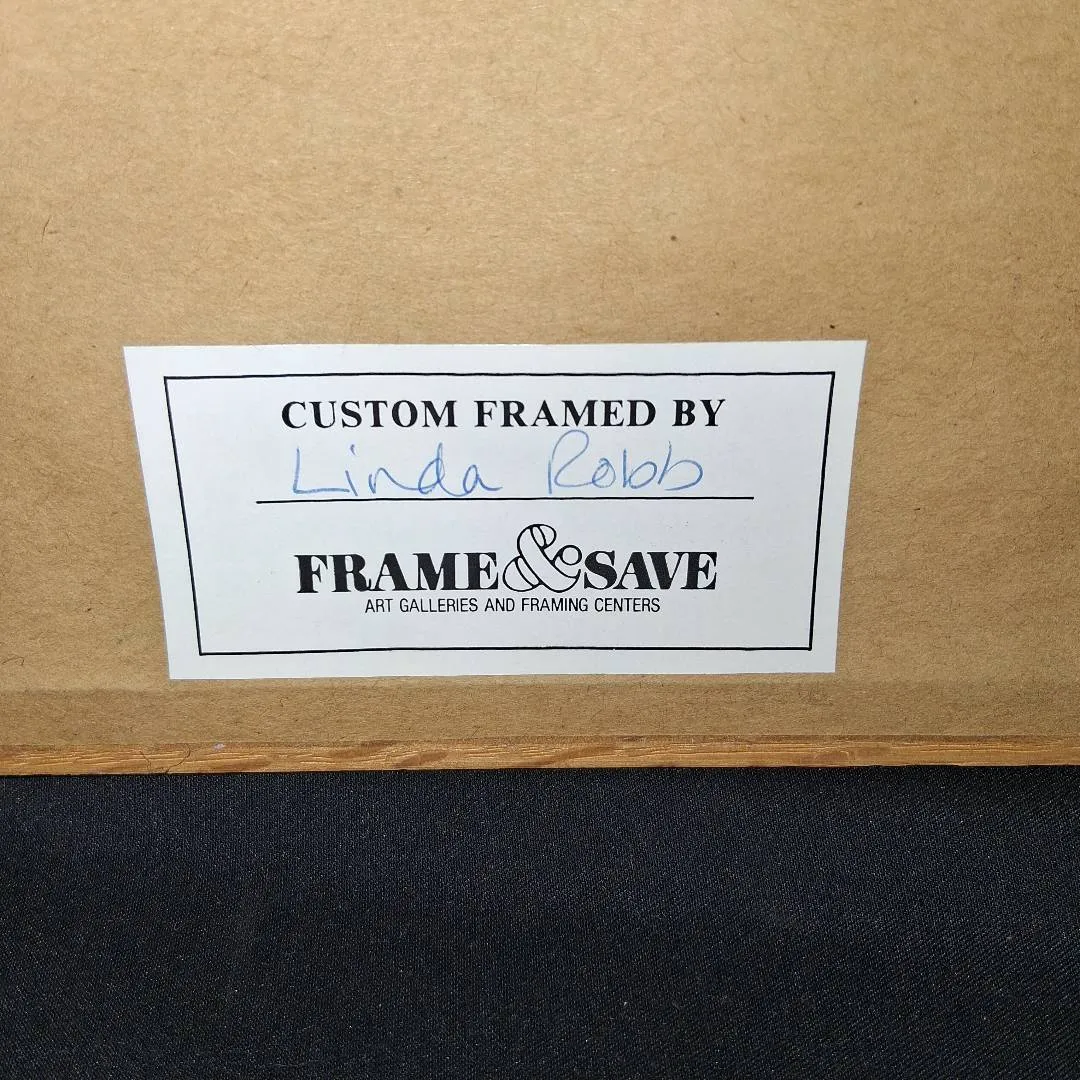 CUSTOM FRAMED BY
Linda Robb
FRAME & SAVE
ART GALLERIES AND FRAMING CENTERS